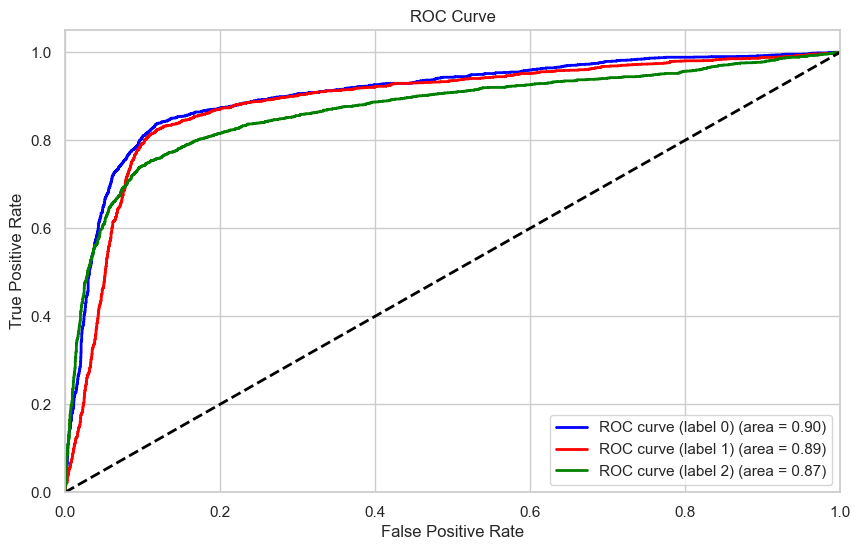 ROC Curve
1.0
0.8
0.6
0.4
0.2
0.0
True Positive Rate
ROC curve (label 0) (area = 0.90)
ROC curve (label 1) (area = 0.89)
ROC curve (label 2) (area = 0.87)
0.0 0.2 0.4 0.6 0.8 1.0
False Positive Rate